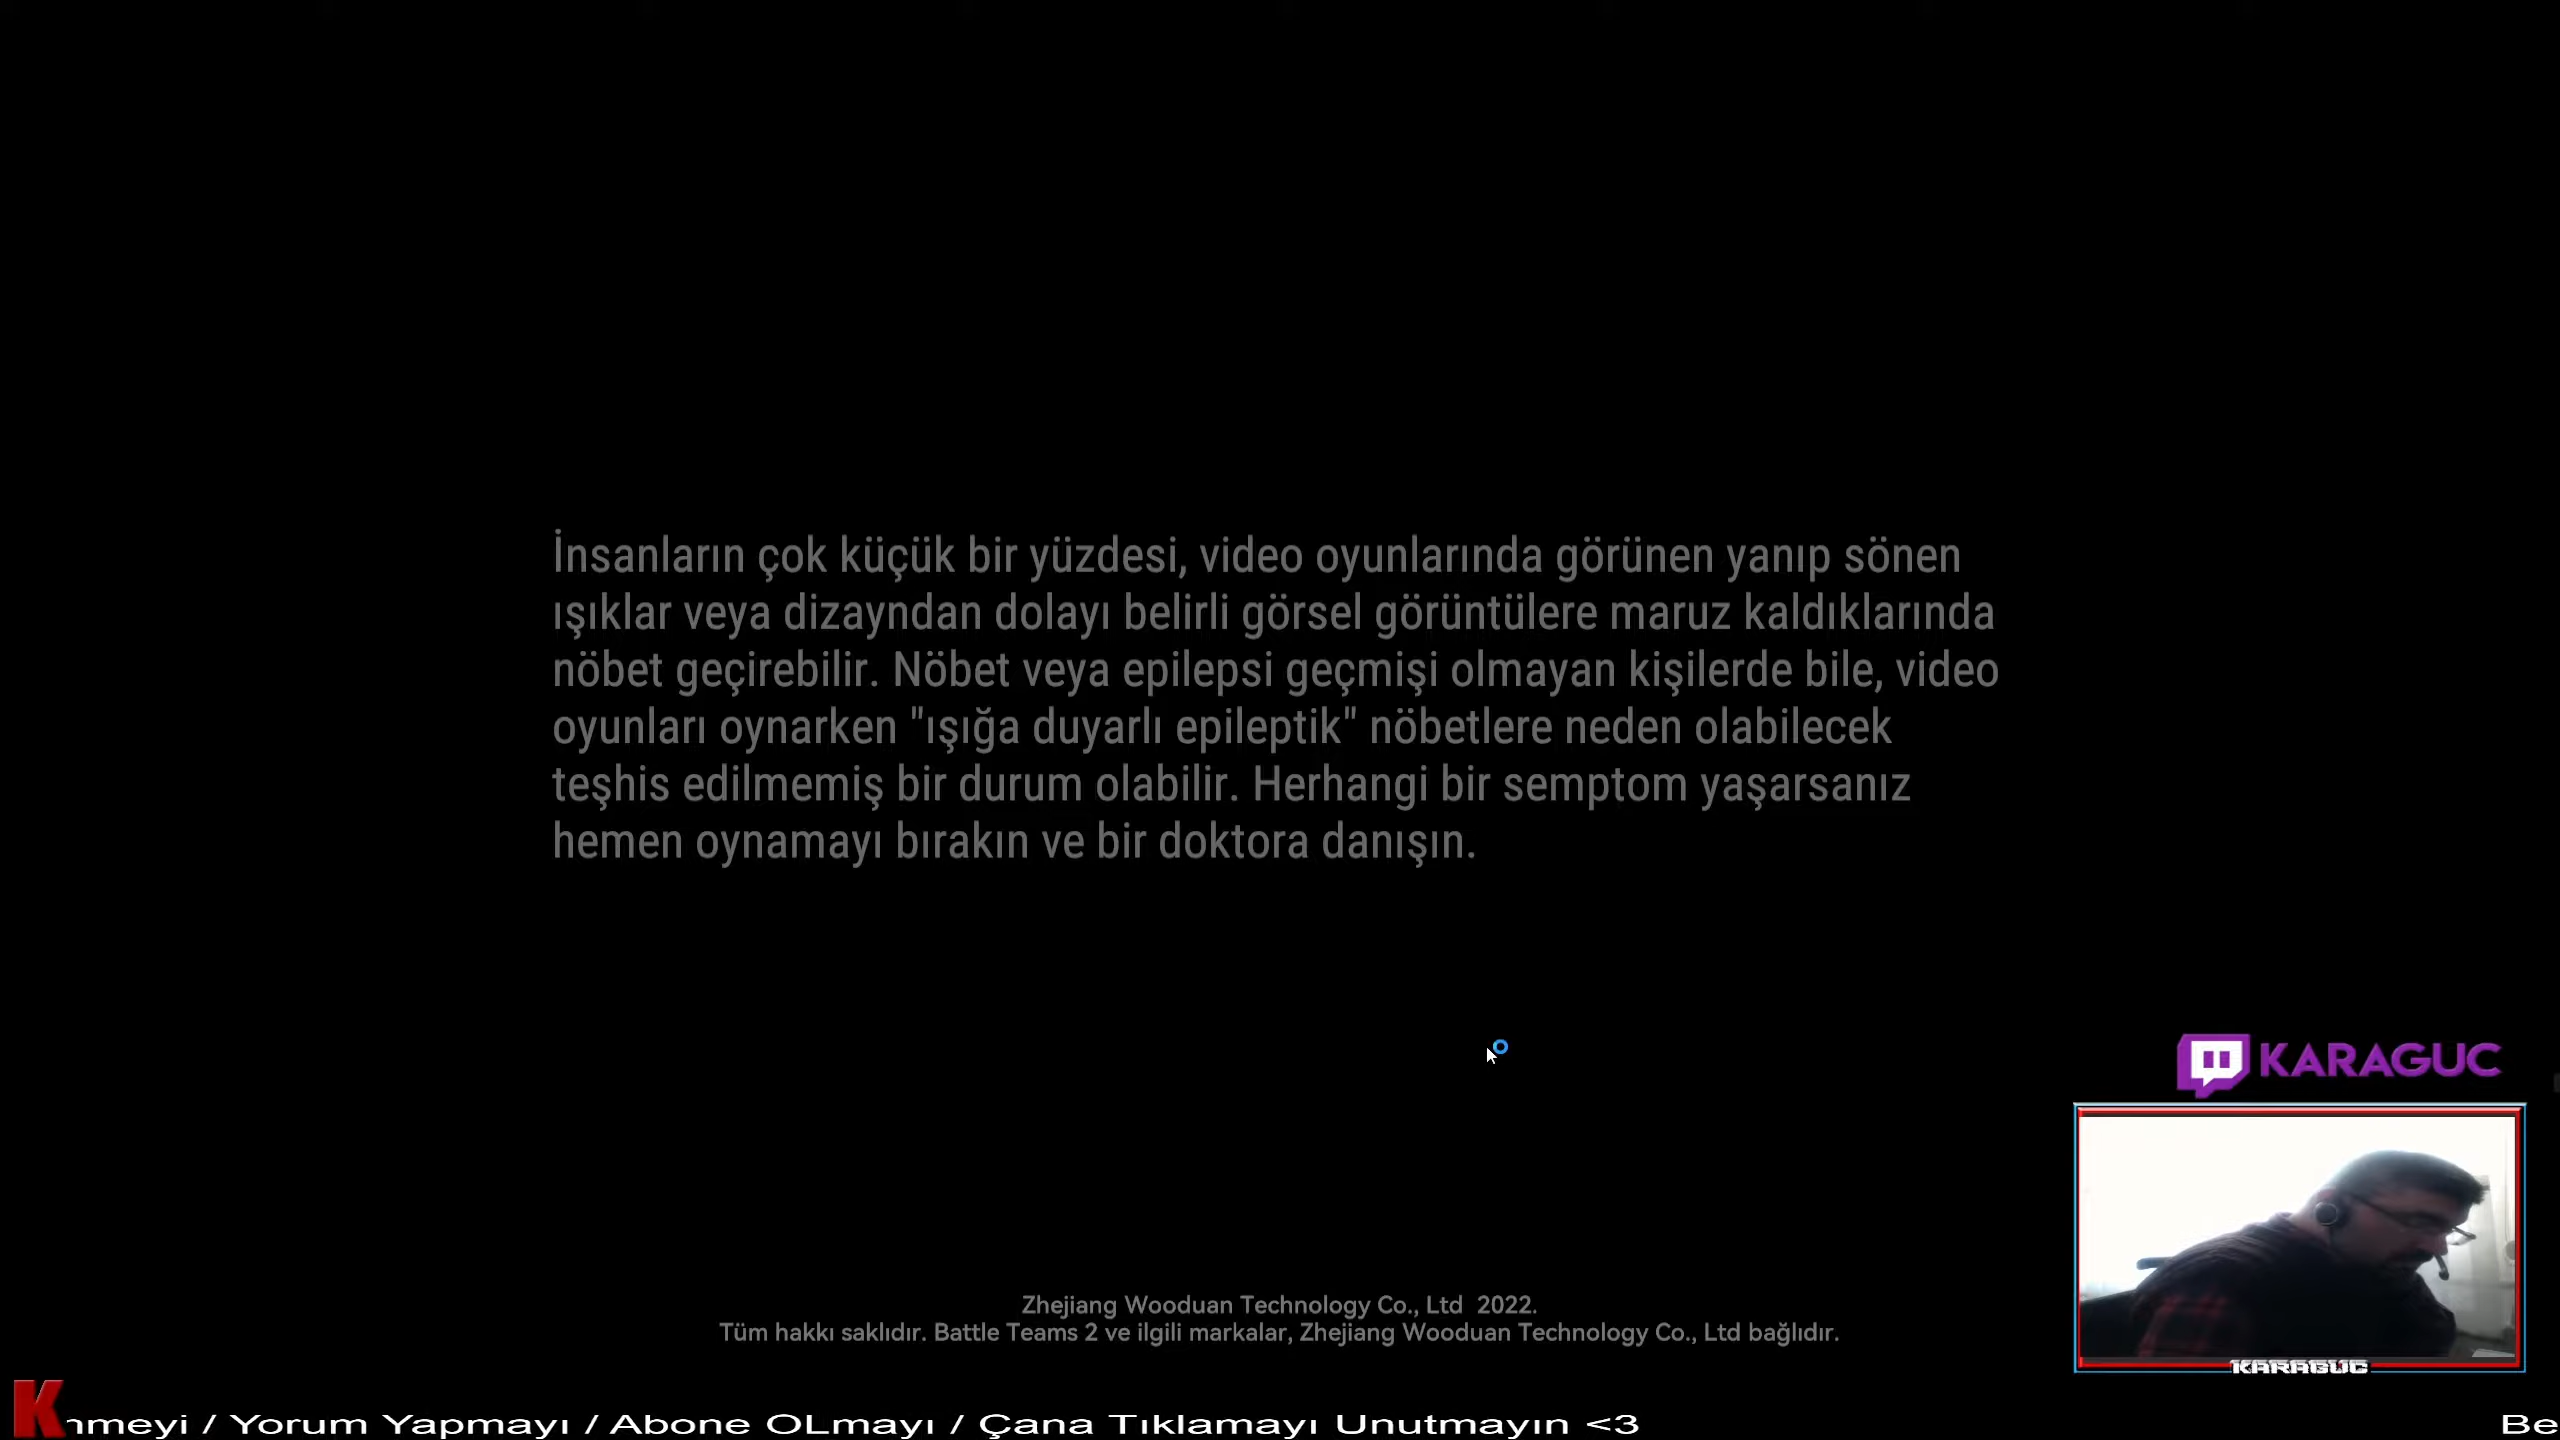 İnsanların çok küçük bir yüzdesi, video oyunlarında görünen yanıp sönen
ışıklar veya dizayndan dolayı belirli görsel görüntülere maruz kaldıklarında
nöbet geçirebilir. Nöbet veya epilepsi geçmişi olmayan kişilerde bile, video
oyunları oynarken "ışığa duyarlı epileptik" nöbetlere neden olabilecek
teşhis edilmemiş bir durum olabilir. Herhangi bir semptom yaşarsanız
hemen oynamayı bırakın ve bir doktora danışın.
KARAGUC
Zhejiang Wooduan Technology Co., Ltd 2022.
Tüm hakkı saklıdır. Battle Teams 2 ve ilgili markalar, Zhejiang Wooduan Technology Co., Ltd bağlıdır.
KARAGUC
K
nmeyi / Yorum Yapmayı / Abone OLmayı / Çana Tıklamayı Unutmayın <3 Be